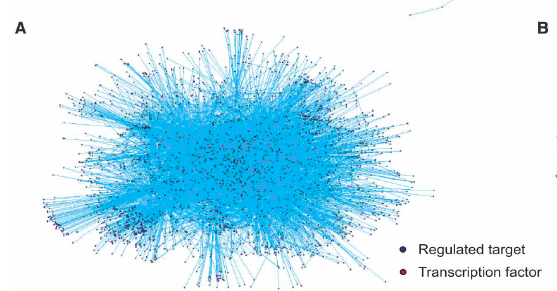 A
B
Regulated target
Transcription factor